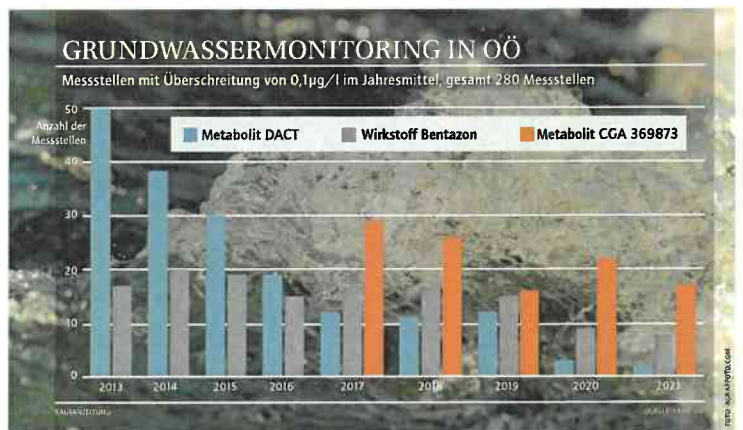 GRUNDWASSERMONITORING IN OÖ
Messstellen mit Überschreitung von 0,1µg/l im Jahresmittel, gesamt 280 Messstellen
50
Anzahl der
Messstellen
Metabolit DACT
Wirkstoff Bentazon
Metabolit CGA 369873
40
30
20
10
0
2013 2014 2015 2016 2017 2018 2019 2020 2021